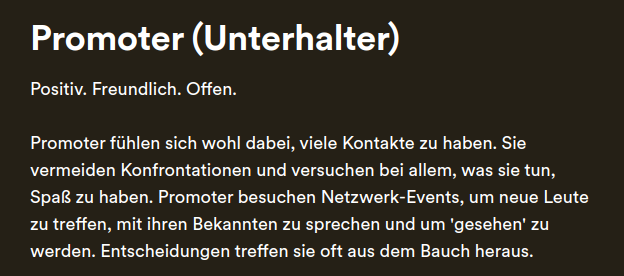 Promoter (Unterhalter)
Positiv. Freundlich. Offen.
Promoter fühlen sich wohl dabei, viele Kontakte zu haben. Sie
vermeiden Konfrontationen und versuchen bei allem, was sie tun,
Spaß zu haben. Promoter besuchen Netzwerk-Events, um neue Leute
zu treffen, mit ihren Bekannten zu sprechen und um 'gesehen' zu
werden. Entscheidungen treffen sie oft aus dem Bauch heraus.